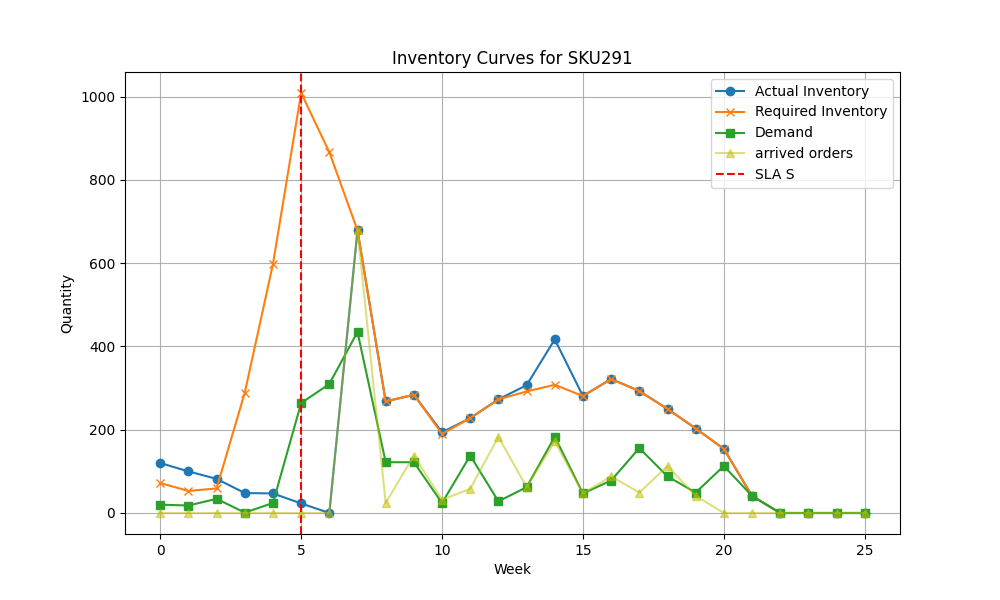 Inventory Curves for SKU291
Actual Inventory
Required Inventory
Demand
arrived orders
SLA S
Quantity
1000
800
600
400
200
0
0 5 10 15 20 25
Week